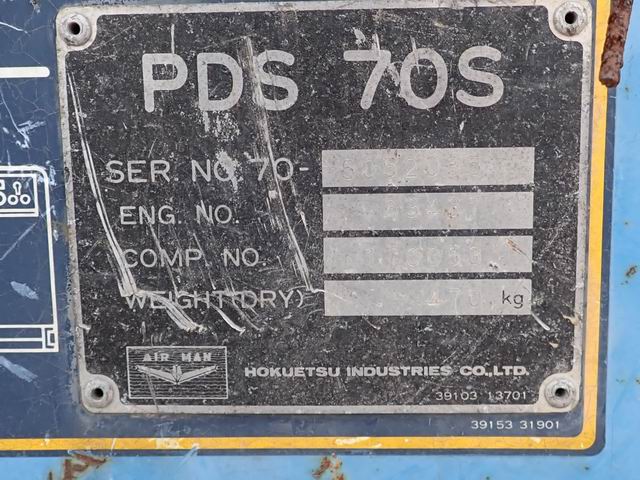 PDS 70S
SER NO. 70-
ENG. NO.
COMP. NO.
WEIGHT(DRY) 470 kg
AIR MAN
HOKUETSU INDUSTRIES CO.,LTD.
39103 13701
39153 31901